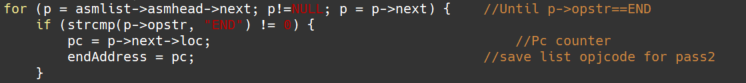 for (p = asmlist->asmhead->next; p!=NULL; p = p->next) { //Until p->opstr==END
if (strcmp(p->opstr, "END") != 0) {
pc = p->next->loc; //Pc counter
endAddress = pc; //save list opjcode for pass2
}